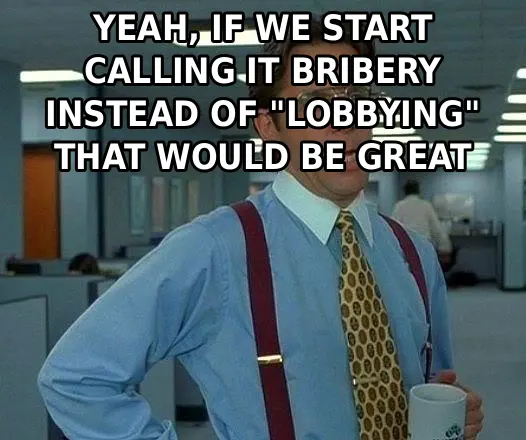 YEAH, IF WE START
CALLING IT BRIBERY
INSTEAD OF "LOBBYING"
THAT WOULD BE GREAT